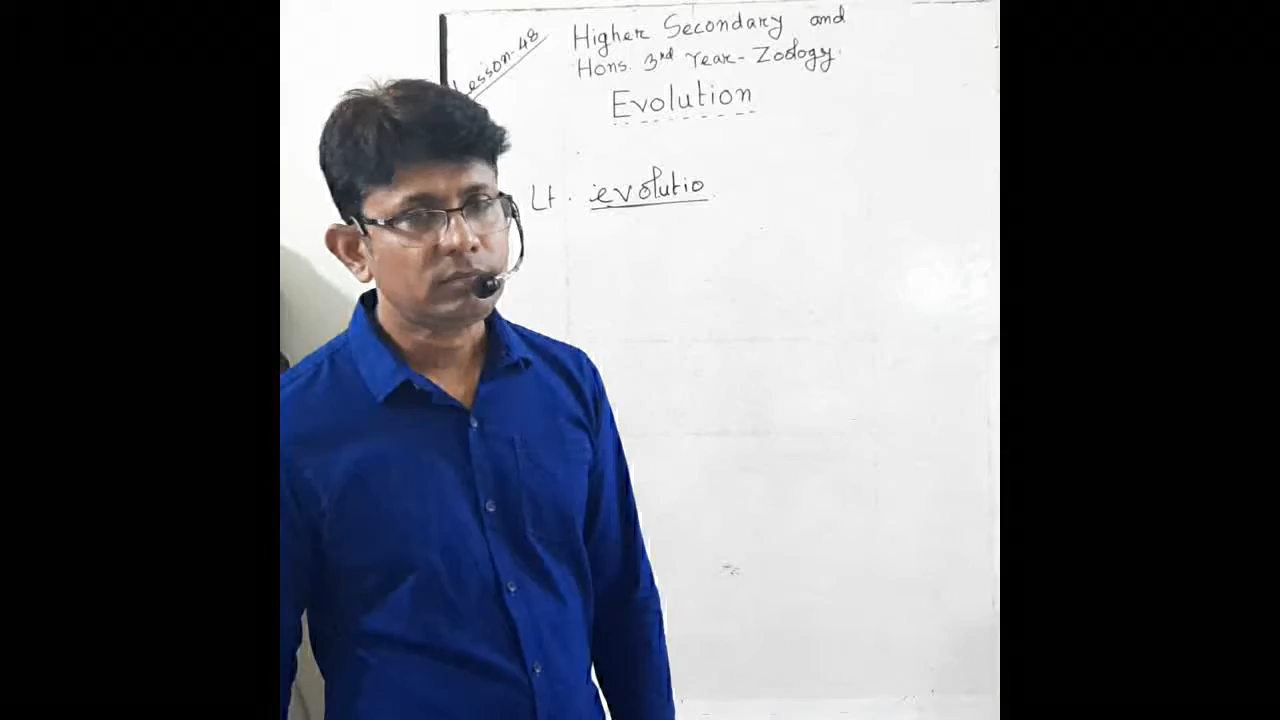 Lesson-48
Higher Secondary and
Hons. 3rd Year- Zoology.
Evolution
Lt. evolutio